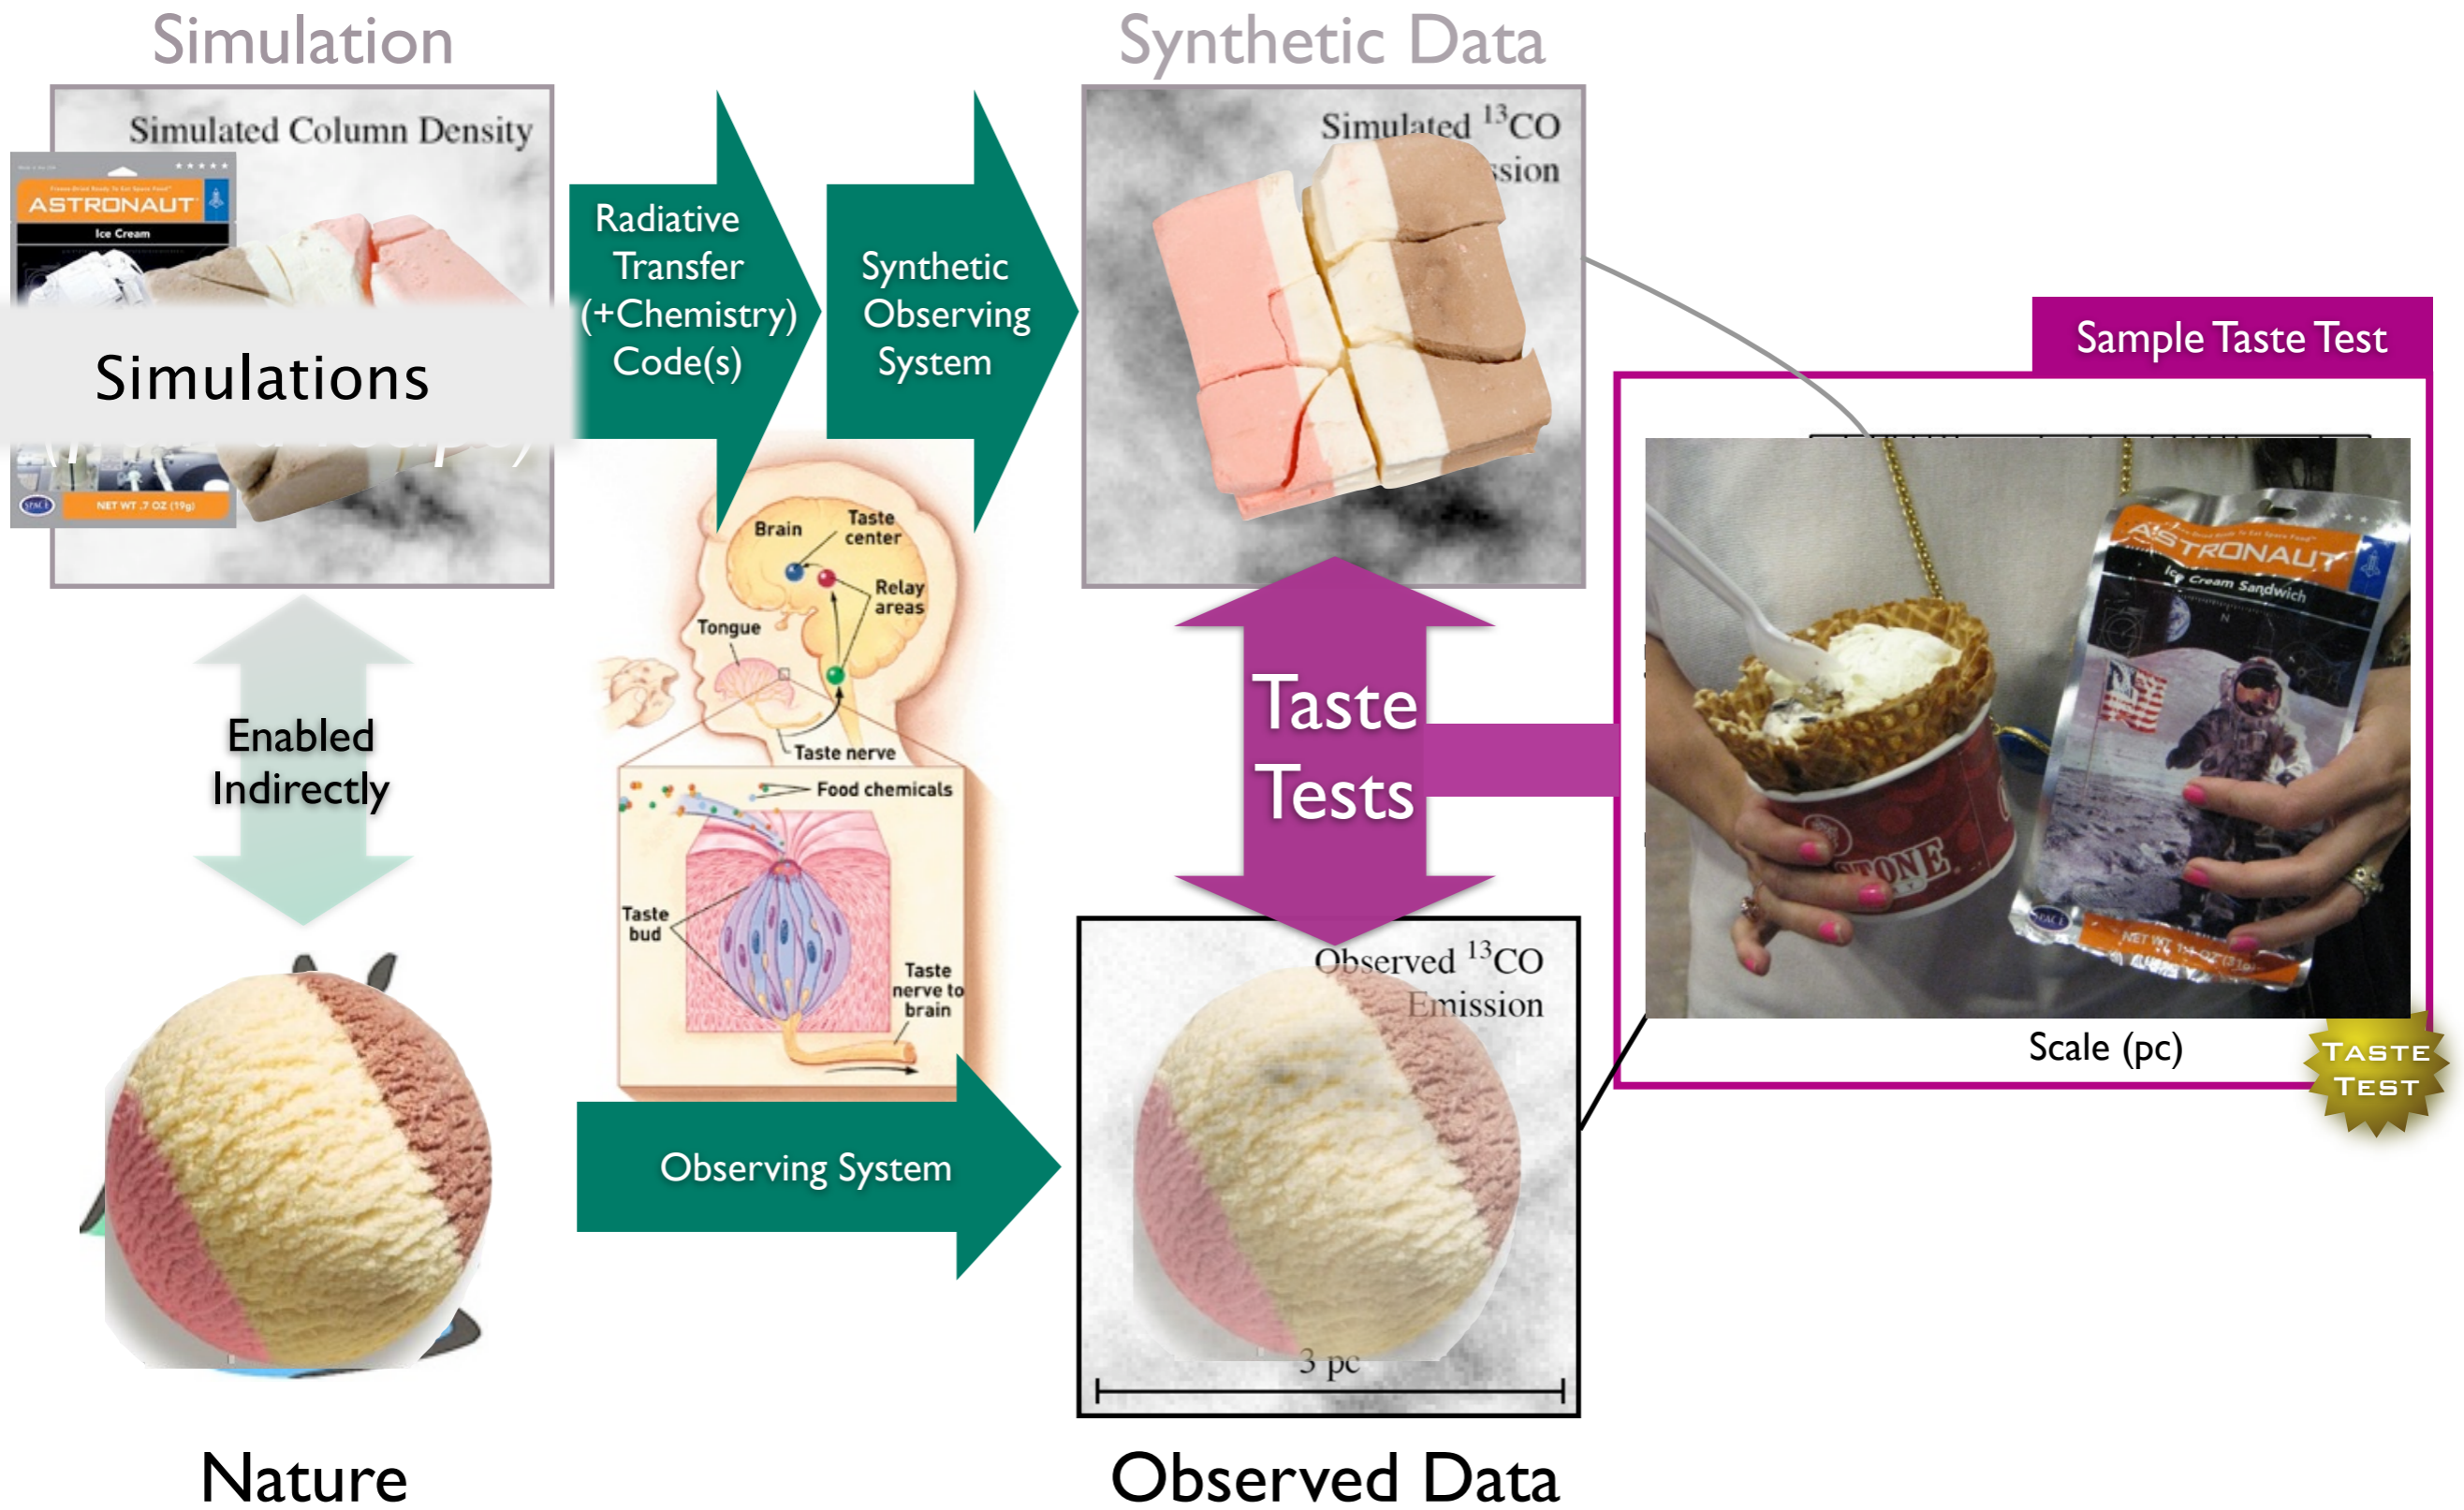 Simulation
Synthetic Data
Simulated Column Density
ASTRONAUT
Ice Cream
NET WT .7 OZ (19g)
SPACE
Simulations
Radiative
Transfer
(+Chemistry)
Code(s)
Synthetic
Observing
System
Simulated ¹³CO
ssion
Sample Taste Test
Brain
Taste
center
Relay
areas
Tongue
Taste nerve
Food chemicals
Taste
bud
Taste
nerve to
brain
Enabled
Indirectly
Taste
Tests
ASTRONAUT
Ice Cream Sandwich
STONE
SPACE
Scale (pc)
TASTE
TEST
Observed ¹³CO
Emission
3 pc
Observing System
Nature
Observed Data